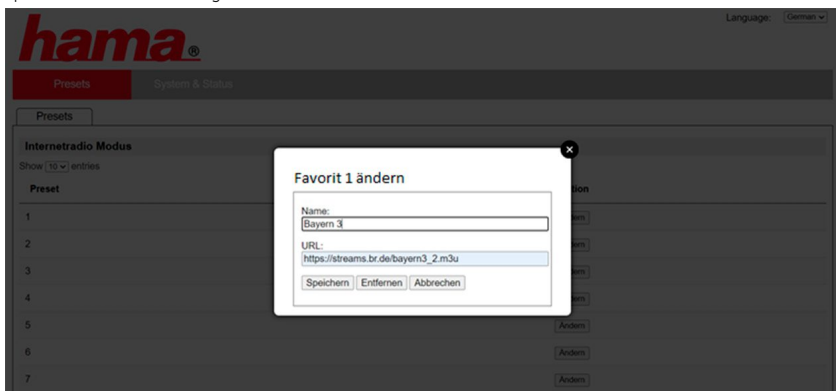 Language: German
hama®
Presets System & Status
Presets
Internetradio Modus
Show 10 entries
Preset
Favorit 1 ändern
Name:
Bayern 3
URL:
https://streams.br.de/bayern3_2.m3u
Speichern Entfernen Abbrechen
1
2
3
4
5 Ändern
6 Ändern
7 Ändern